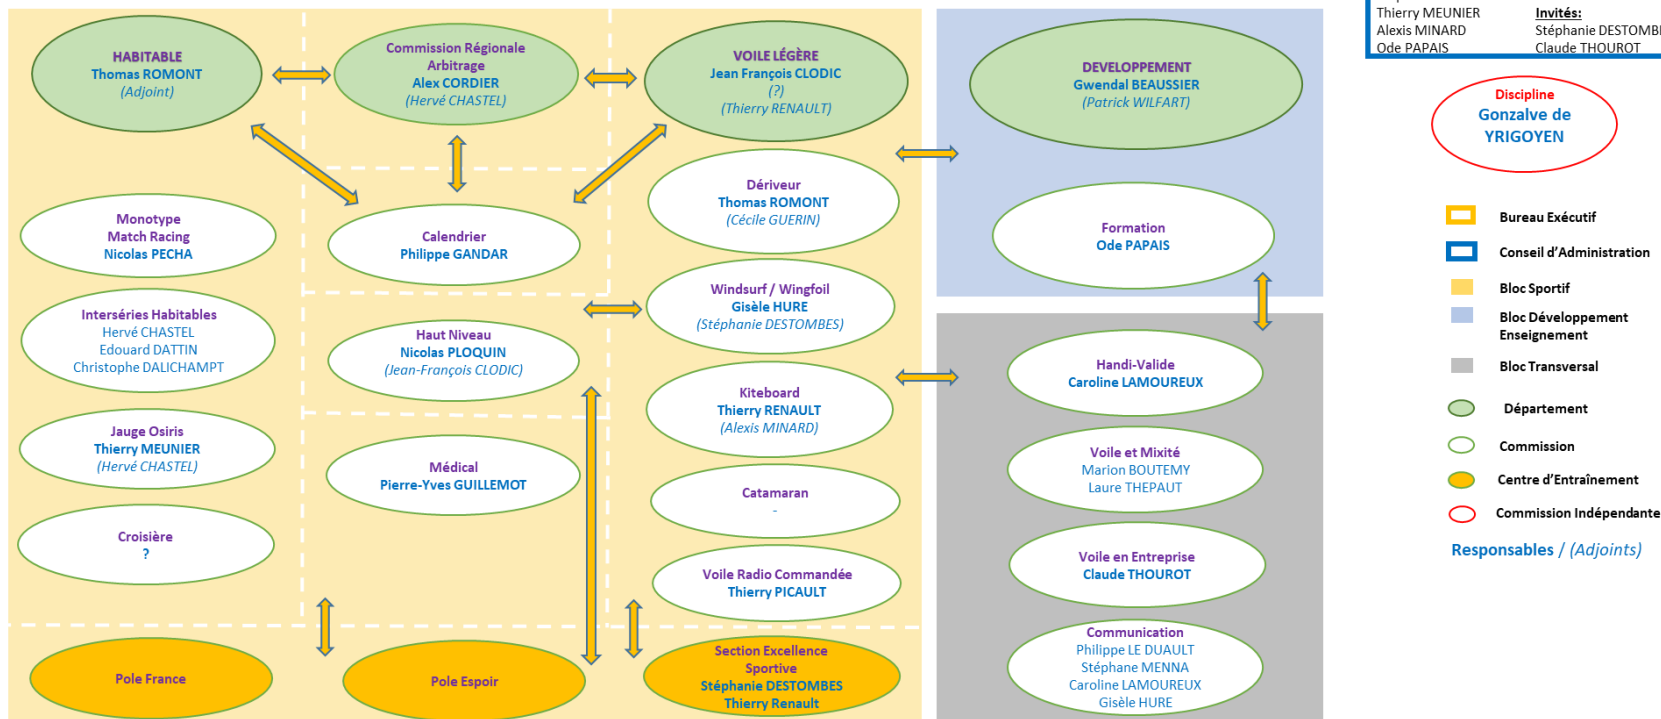 HABITABLE
Thomas ROMONT
(Adjoint)
Commission Régionale
Arbitrage
Alex CORDIER
(Hervé CHASTEL)
VOILE LÉGÈRE
Jean François CLODIC
(?)
(Thierry RENAULT)
DEVELOPPEMENT
Gwendal BEAUSSIER
(Patrick WILFART)
Thierry MEUNIER
Alexis MINARD
Ode PAPAIS
Invités:
Stéphanie DESTOMBE
Claude THOUROT
Discipline
Gonzalve de
YRIGOYEN
Monotype
Match Racing
Nicolas PECHA
Interséries Habitables
Hervé CHASTEL
Edouard DATTIN
Christophe DALICHAMPT
Jauge Osiris
Thierry MEUNIER
(Hervé CHASTEL)
Croisière
?
Calendrier
Philippe GANDAR
Haut Niveau
Nicolas PLOQUIN
(Jean-François CLODIC)
Médical
Pierre-Yves GUILLEMOT
Dériveur
Thomas ROMONT
(Cécile GUERIN)
Windsurf / Wingfoil
Gisèle HURE
(Stéphanie DESTOMBES)
Kiteboard
Thierry RENAULT
(Alexis MINARD)
Catamaran
-
Voile Radio Commandée
Thierry PICAULT
Formation
Ode PAPAIS
Handi-Valide
Caroline LAMOUREUX
Voile et Mixité
Marion BOUTEMY
Laure THEPAUT
Voile en Entreprise
Claude THOUROT
Communication
Philippe LE DUAULT
Stéphane MENNA
Caroline LAMOUREUX
Gisèle HURE
Pole France
Pole Espoir
Section Excellence
Sportive
Stéphanie DESTOMBES
Thierry Renault
Bureau Exécutif
Conseil d'Administration
Bloc Sportif
Bloc Développement
Enseignement
Bloc Transversal
Département
Commission
Centre d'Entraînement
Commission Indépendante
Responsables / (Adjoints)